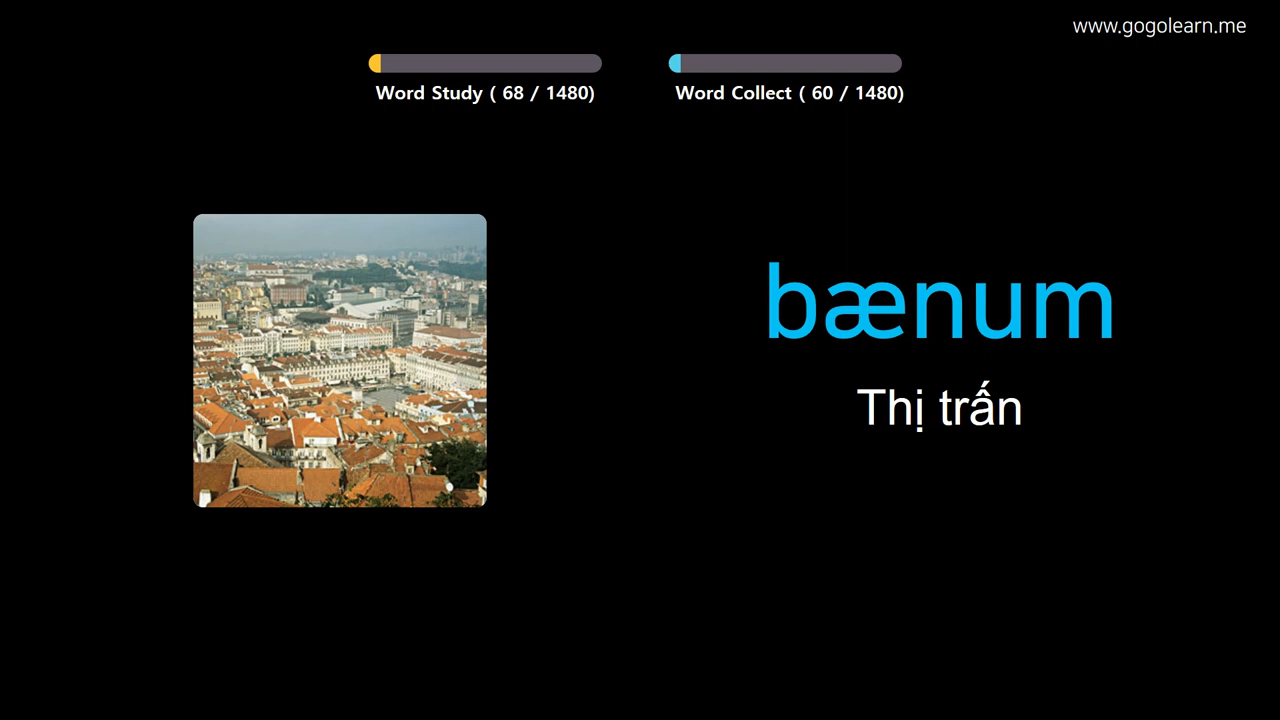 www.gogolearn.me
Word Study ( 68 / 1480)
Word Collect ( 60 / 1480)
bænum
Thị trấn